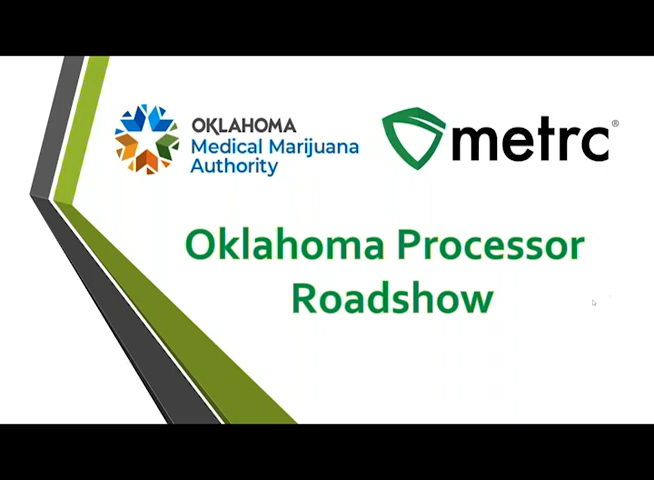 OKLAHOMA
Medical Marijuana
Authority
metrc®
Oklahoma Processor
Roadshow